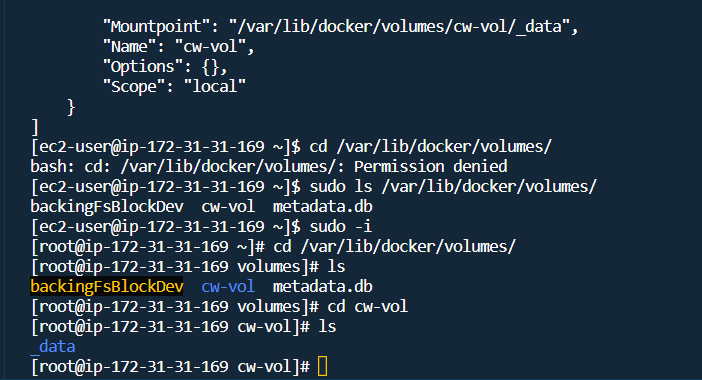 "Mountpoint": "/var/lib/docker/volumes/cw-vol/_data",
"Name": "cw-vol",
"Options": {},
"Scope": "local"
}
]
[ec2-user@ip-172-31-31-169 ~]$ cd /var/lib/docker/volumes/
bash: cd: /var/lib/docker/volumes/: Permission denied
[ec2-user@ip-172-31-31-169 ~]$ sudo ls /var/lib/docker/volumes/
backingFsBlockDev  cw-vol  metadata.db
[ec2-user@ip-172-31-31-169 ~]$ sudo -i
[root@ip-172-31-31-169 ~]# cd /var/lib/docker/volumes/
[root@ip-172-31-31-169 volumes]# ls
backingFsBlockDev  cw-vol  metadata.db
[root@ip-172-31-31-169 volumes]# cd cw-vol
[root@ip-172-31-31-169 cw-vol]# ls
_data
[root@ip-172-31-31-169 cw-vol]#